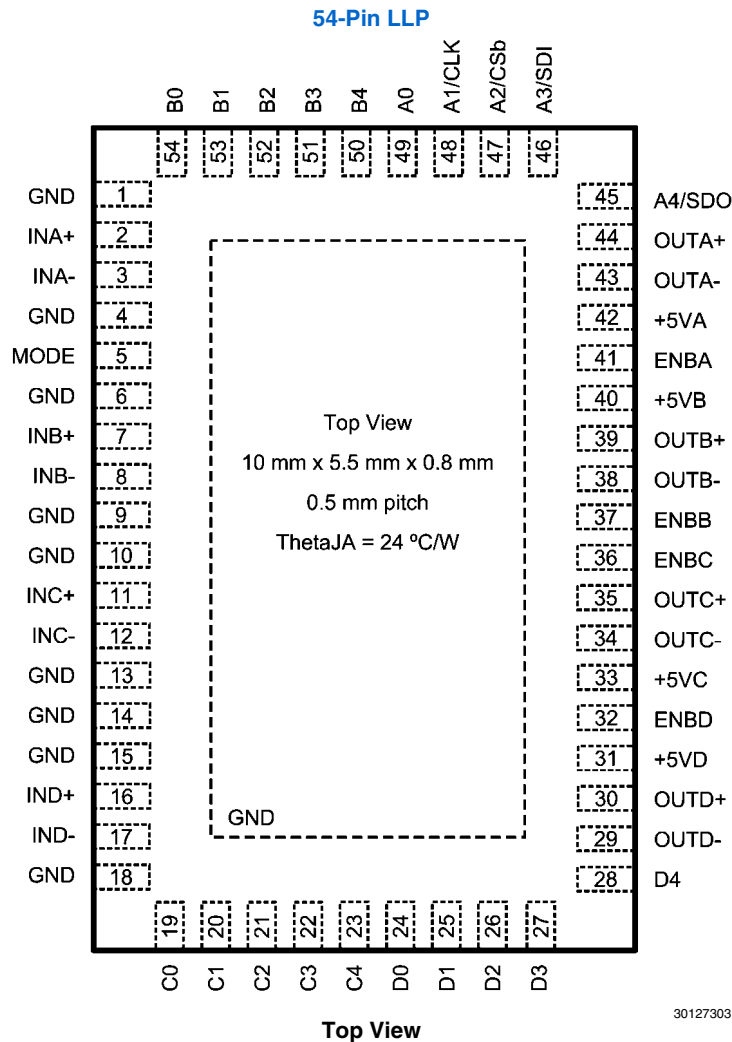 54-Pin LLP
B0
B1
B2
B3
B4
A0
A1/CLK
A2/CSb
A3/SDI
54
53
52
51
50
49
48
47
46
GND 1
INA+ 2
INA- 3
GND 4
MODE 5
GND 6
INB+ 7
INB- 8
GND 9
GND 10
INC+ 11
INC- 12
GND 13
GND 14
GND 15
IND+ 16
IND- 17
GND 18
Top View
10 mm x 5.5 mm x 0.8 mm
0.5 mm pitch
ThetaJA = 24 ºC/W
GND
45 A4/SDO
44 OUTA+
43 OUTA-
42 +5VA
41 ENBA
40 +5VB
39 OUTB+
38 OUTB-
37 ENBB
36 ENBC
35 OUTC+
34 OUTC-
33 +5VC
32 ENBD
31 +5VD
30 OUTD+
29 OUTD-
28 D4
19
20
21
22
23
24
25
26
27
C0
C1
C2
C3
C4
D0
D1
D2
D3
30127303
Top View